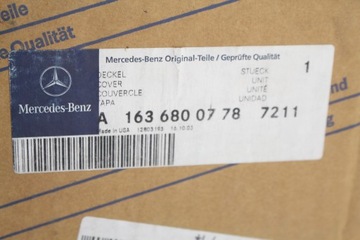 Teile
e Qualität
Mercedes-Benz Original-Teile / Geprüfte Qualität
DECKEL STUECK 1
COVER UNIT
COUVERCLE UNITÉ
TAPA UNIDAD
Mercedes-Benz
A 163 680 07 78 7211
Made in USA